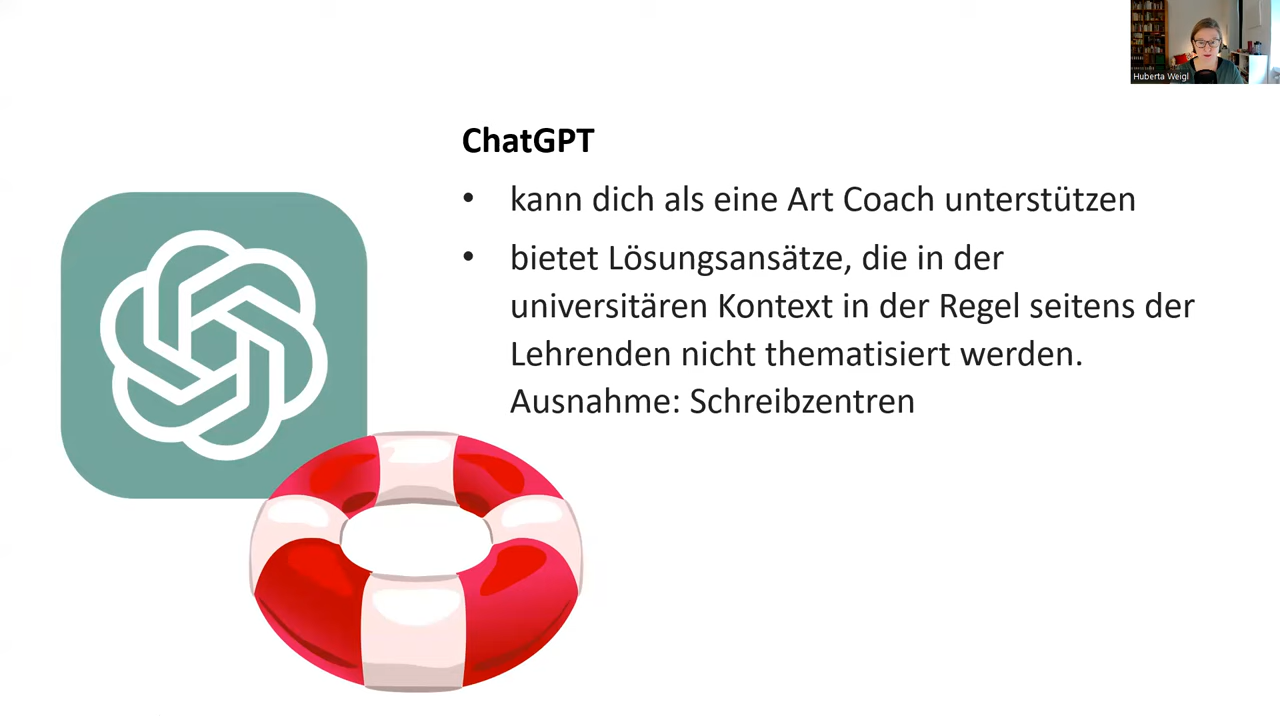 Huberta Weigl
ChatGPT
• kann dich als eine Art Coach unterstützen
• bietet Lösungsansätze, die in der
universitären Kontext in der Regel seitens der
Lehrenden nicht thematisiert werden.
Ausnahme: Schreibzentren